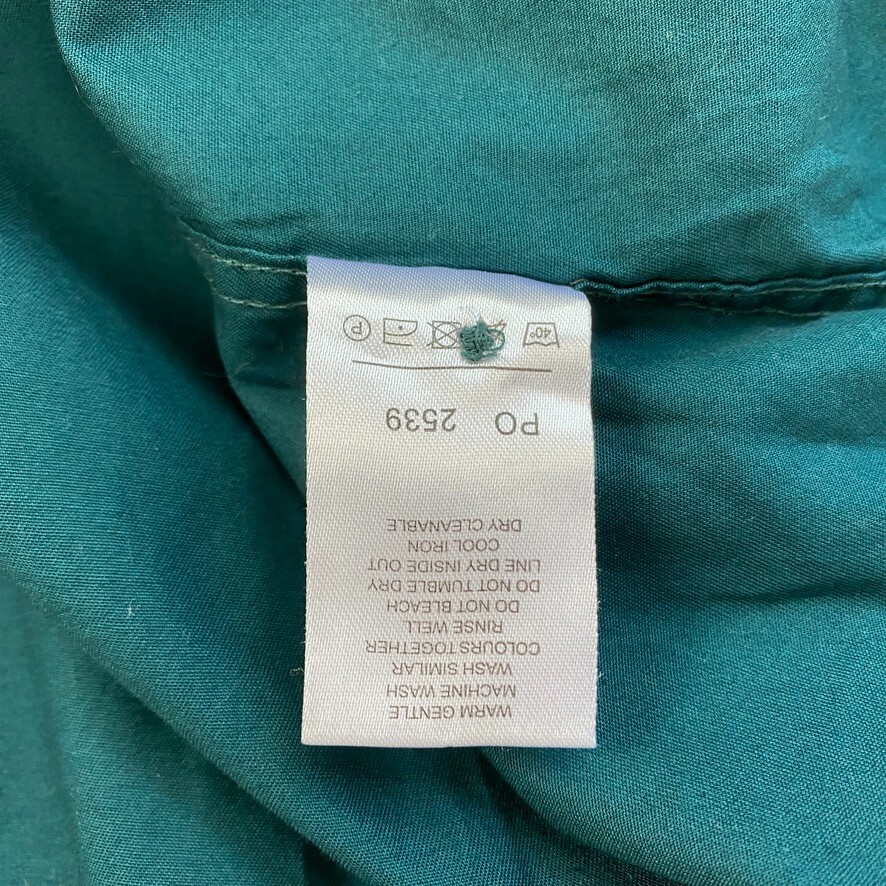 WARM GENTLE
MACHINE WASH
WASH SIMILAR
COLOURS TOGETHER
RINSE WELL
DO NOT BLEACH
DO NOT TUMBLE DRY
LINE DRY INSIDE OUT
COOL IRON
DRY CLEANABLE
PO 2539
40° P